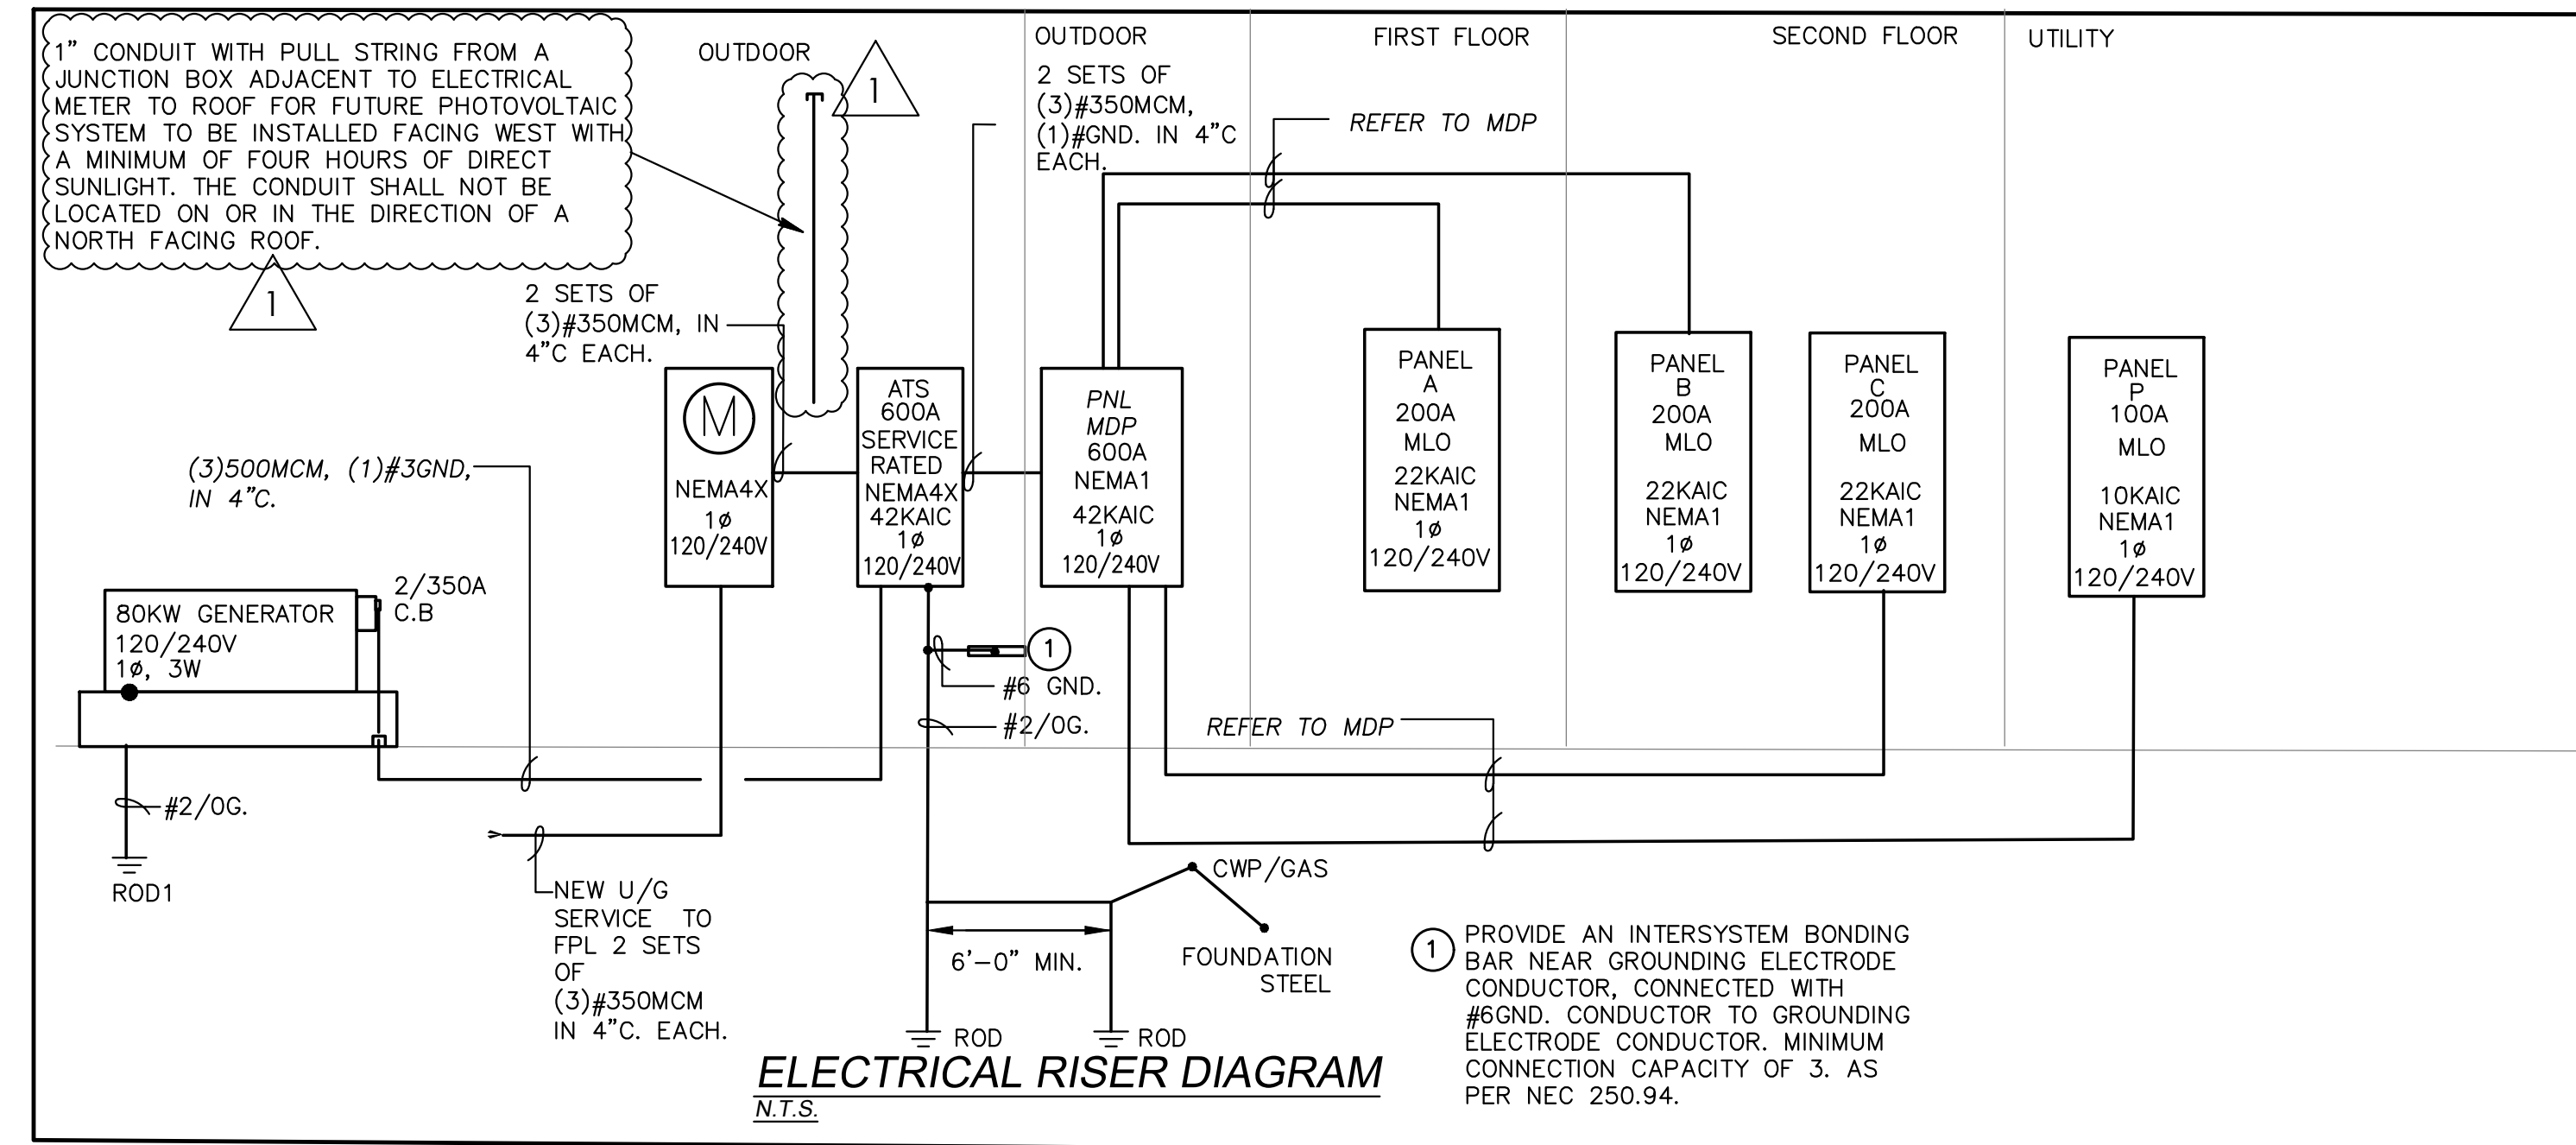 1” CONDUIT WITH PULL STRING FROM A
JUNCTION BOX ADJACENT TO ELECTRICAL
METER TO ROOF FOR FUTURE PHOTOVOLTAIC
SYSTEM TO BE INSTALLED FACING WEST WITH
A MINIMUM OF FOUR HOURS OF DIRECT
SUNLIGHT. THE CONDUIT SHALL NOT BE
LOCATED ON OR IN THE DIRECTION OF A
NORTH FACING ROOF.
1
OUTDOOR
1
OUTDOOR
2 SETS OF
(3)#350MCM,
(1)#GND. IN 4”C
EACH.
FIRST FLOOR
REFER TO MDP
SECOND FLOOR
UTILITY
2 SETS OF
(3)#350MCM, IN
4”C EACH.
M
NEMA4X
1ø
120/240V
ATS
600A
SERVICE
RATED
NEMA4X
42KAIC
1ø
120/240V
PNL
MDP
600A
NEMA1
42KAIC
1ø
120/240V
PANEL
A
200A
MLO
22KAIC
NEMA1
1ø
120/240V
PANEL
B
200A
MLO
22KAIC
NEMA1
1ø
120/240V
PANEL
C
200A
MLO
22KAIC
NEMA1
1ø
120/240V
PANEL
P
100A
MLO
10KAIC
NEMA1
1ø
120/240V
(3)500MCM, (1)#3GND,
IN 4”C.
2/350A
C.B
80KW GENERATOR
120/240V
1ø, 3W
1
#6 GND.
#2/0G.
REFER TO MDP
#2/0G.
ROD1
NEW U/G
SERVICE TO
FPL 2 SETS
OF
(3)#350MCM
IN 4”C. EACH.
CWP/GAS
6’-0” MIN.
FOUNDATION
STEEL
ROD
ROD
1
PROVIDE AN INTERSYSTEM BONDING
BAR NEAR GROUNDING ELECTRODE
CONDUCTOR, CONNECTED WITH
#6GND. CONDUCTOR TO GROUNDING
ELECTRODE CONDUCTOR. MINIMUM
CONNECTION CAPACITY OF 3. AS
PER NEC 250.94.
ELECTRICAL RISER DIAGRAM
N.T.S.